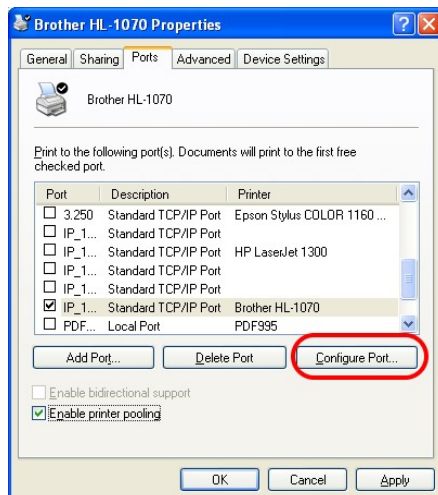 Brother HL-1070 Properties
General Sharing Ports Advanced Device Settings
Brother HL-1070
Print to the following port(s). Documents will print to the first free
checked port.
Port Description Printer
3.250 Standard TCP/IP Port Epson Stylus COLOR 1160 ...
IP_1... Standard TCP/IP Port
IP_1... Standard TCP/IP Port HP LaserJet 1300
IP_1... Standard TCP/IP Port
IP_1... Standard TCP/IP Port
IP_1... Standard TCP/IP Port Brother HL-1070
PDF... Local Port PDF995
Add Port... Delete Port Configure Port...
Enable bidirectional support
Enable printer pooling
OK Cancel Apply